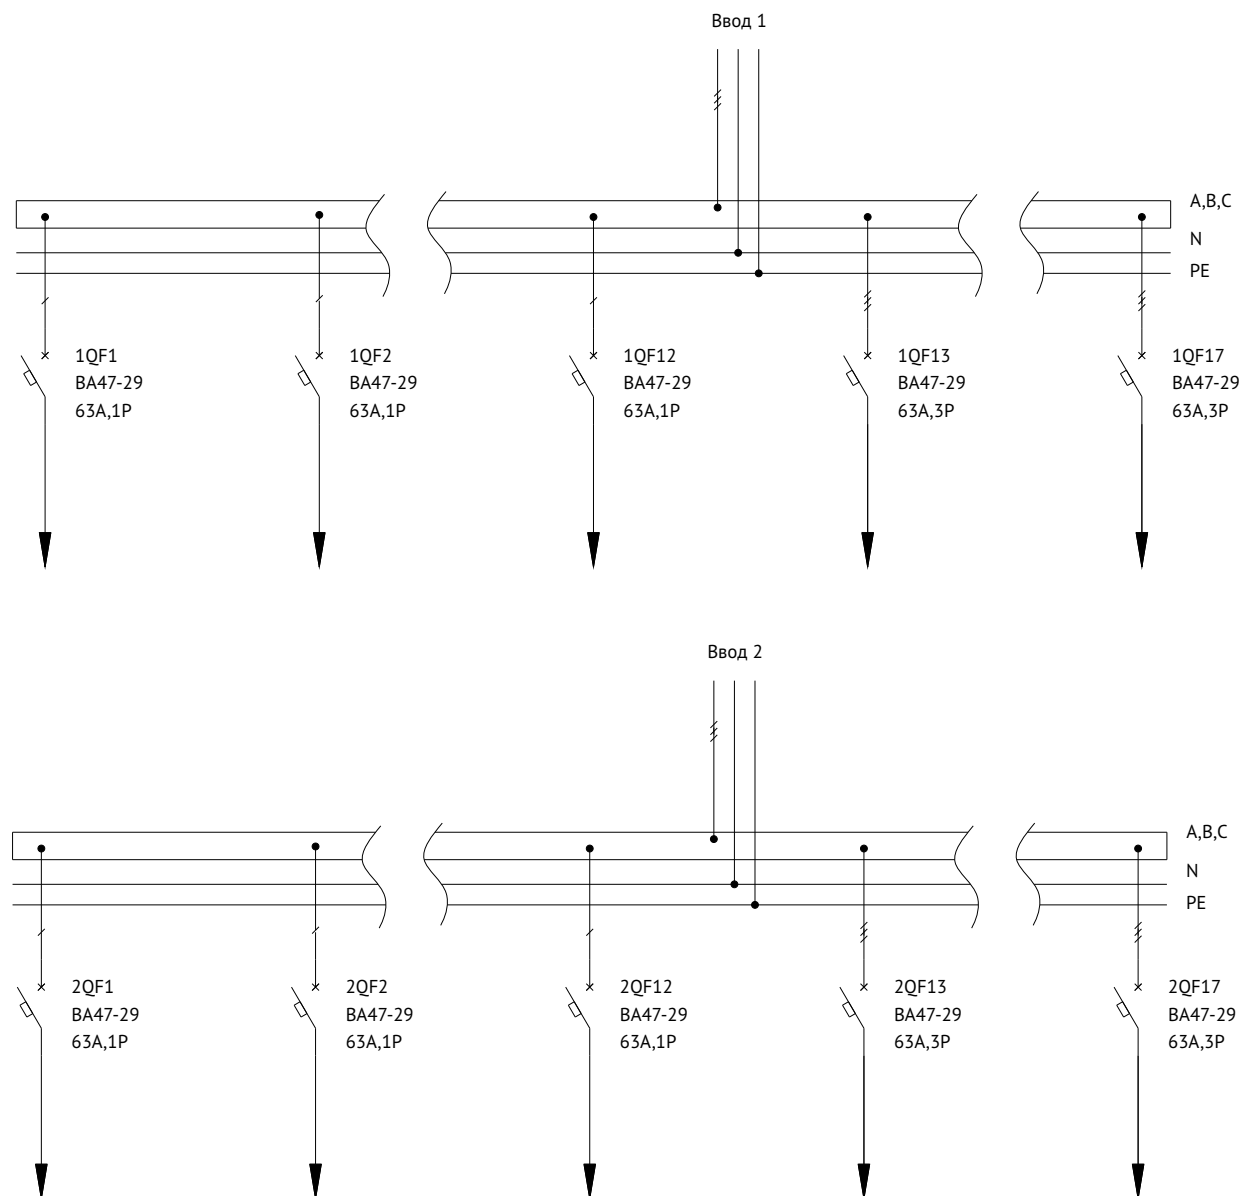 Ввод 1
A,B,C
N
PE
1QF1
ВА47-29
63А,1Р
1QF2
ВА47-29
63А,1Р
1QF12
ВА47-29
63А,1Р
1QF13
ВА47-29
63А,3Р
1QF17
ВА47-29
63А,3Р
Ввод 2
A,B,C
N
PE
2QF1
ВА47-29
63А,1Р
2QF2
ВА47-29
63А,1Р
2QF12
ВА47-29
63А,1Р
2QF13
ВА47-29
63А,3Р
2QF17
ВА47-29
63А,3Р